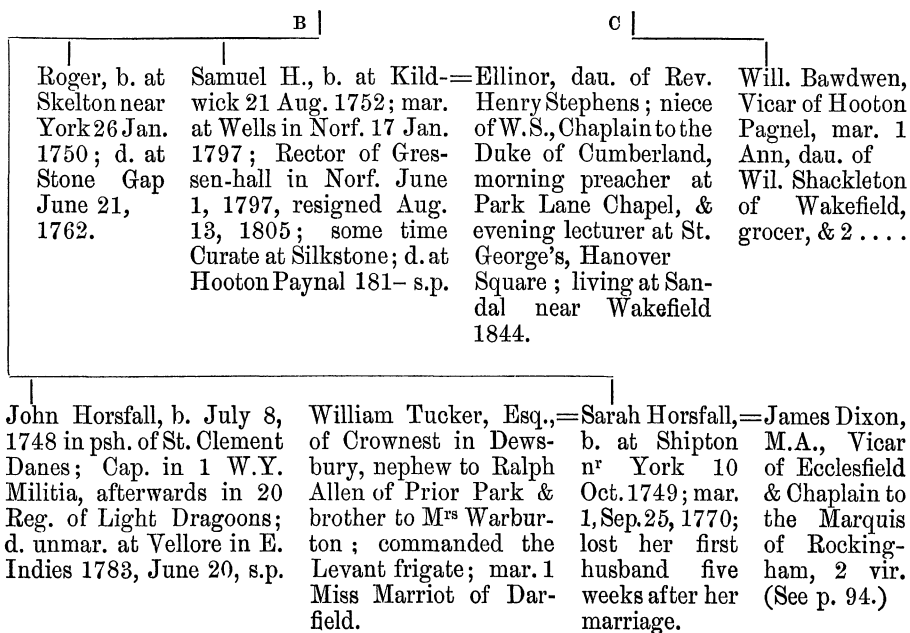 B
C
Roger, b. at
Skelton near
York 26 Jan.
1750; d. at
Stone Gap
June 21,
1762.
Samuel H., b. at Kild-=
wick 21 Aug. 1752; mar.
at Wells in Norf. 17 Jan.
1797; Rector of Gres-
sen-hall in Norf. June
1, 1797, resigned Aug.
13, 1805; some time
Curate at Silkstone; d. at
Hooton Paynal 181– s.p.
Ellinor, dau. of Rev.
Henry Stephens; niece
of W.S., Chaplain to the
Duke of Cumberland,
morning preacher at
Park Lane Chapel, &
evening lecturer at St.
George's, Hanover
Square; living at San-
dal near Wakefield
1844.
Will. Bawdwen,
Vicar of Hooton
Pagnel, mar. 1
Ann, dau. of
Wil. Shackleton
of Wakefield,
grocer, & 2 . . . .
John Horsfall, b. July 8,
1748 in psh. of St. Clement
Danes; Cap. in 1 W.Y.
Militia, afterwards in 20
Reg. of Light Dragoons;
d. unmar. at Vellore in E.
Indies 1783, June 20, s.p.
William Tucker, Esq.,=
of Crownest in Dews-
bury, nephew to Ralph
Allen of Prior Park &
brother to Mrs Warbur-
ton; commanded the
Levant frigate; mar. 1
Miss Marriot of Dar-
field.
Sarah Horsfall,=
b. at Shipton
nr York 10
Oct. 1749; mar.
1, Sep. 25, 1770;
lost her first
husband five
weeks after her
marriage.
James Dixon,
M.A., Vicar
of Ecclesfield
& Chaplain to
the Marquis
of Rocking-
ham, 2 vir.
(See p. 94.)